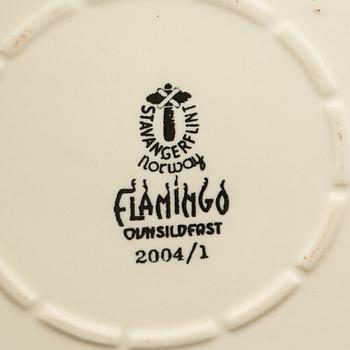 STAVANGERFLINT
norway
FLAMINGO
OVNSILDFAST
2004/1